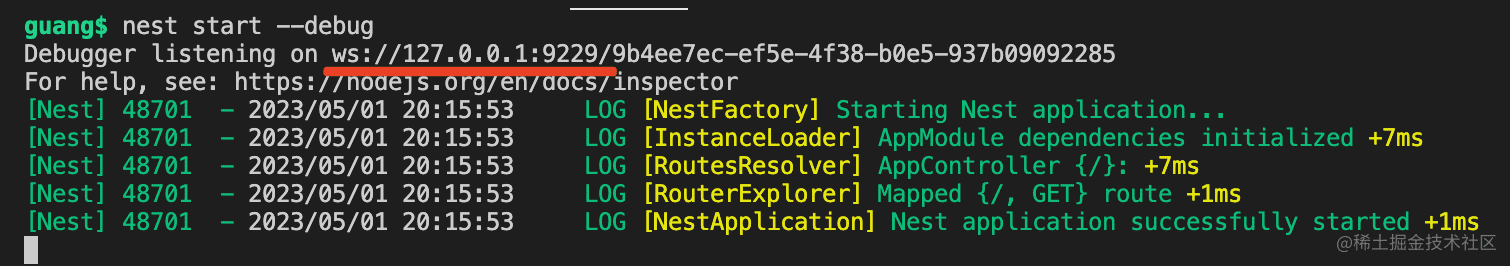 guang$ nest start --debug
Debugger listening on ws://127.0.0.1:9229/9b4ee7ec-ef5e-4f38-b0e5-937b09092285
For help, see: https://nodejs.org/en/docs/inspector
[Nest] 48701  - 2023/05/01 20:15:53     LOG [NestFactory] Starting Nest application...
[Nest] 48701  - 2023/05/01 20:15:53     LOG [InstanceLoader] AppModule dependencies initialized +7ms
[Nest] 48701  - 2023/05/01 20:15:53     LOG [RoutesResolver] AppController {/}: +7ms
[Nest] 48701  - 2023/05/01 20:15:53     LOG [RouterExplorer] Mapped {/, GET} route +1ms
[Nest] 48701  - 2023/05/01 20:15:53     LOG [NestApplication] Nest application successfully started +1ms
@稀土掘金技术社区